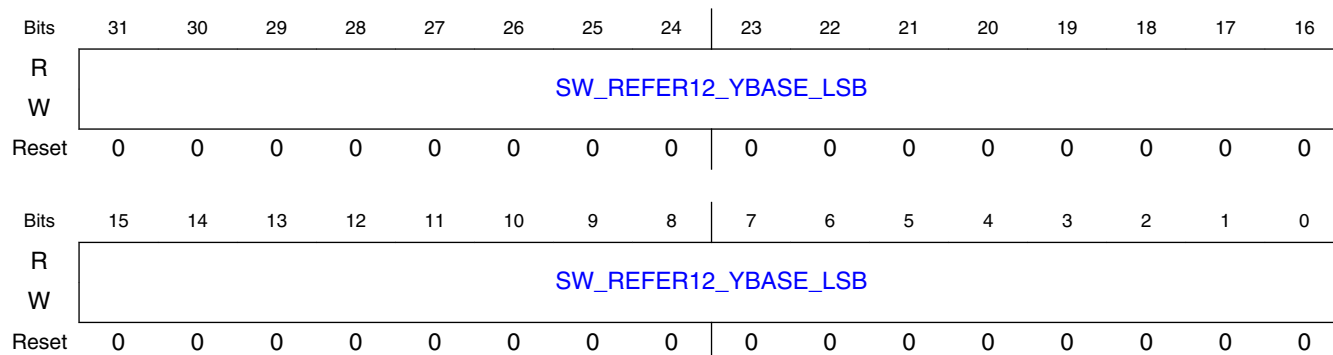 Bits 31 30 29 28 27 26 25 24 23 22 21 20 19 18 17 16
R
SW_REFER12_YBASE_LSB
W
Reset 0 0 0 0 0 0 0 0 0 0 0 0 0 0 0 0
Bits 15 14 13 12 11 10 9 8 7 6 5 4 3 2 1 0
R
SW_REFER12_YBASE_LSB
W
Reset 0 0 0 0 0 0 0 0 0 0 0 0 0 0 0 0